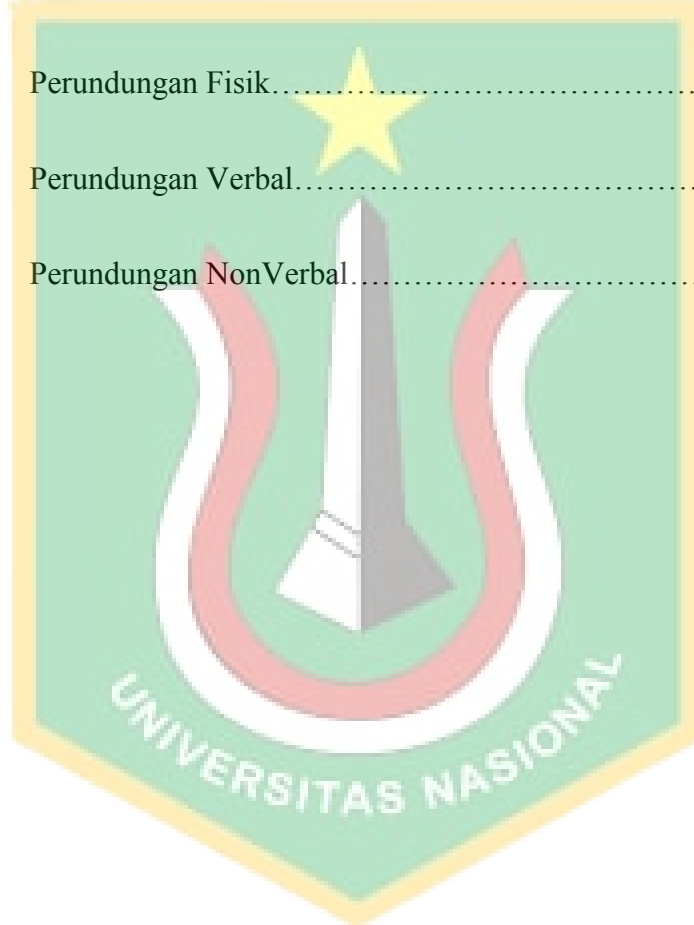 Perundungan Fisik……………………………………
Perundungan Verbal…………………………………
Perundungan NonVerbal……………………………
UNIVERSITAS NASIONAL